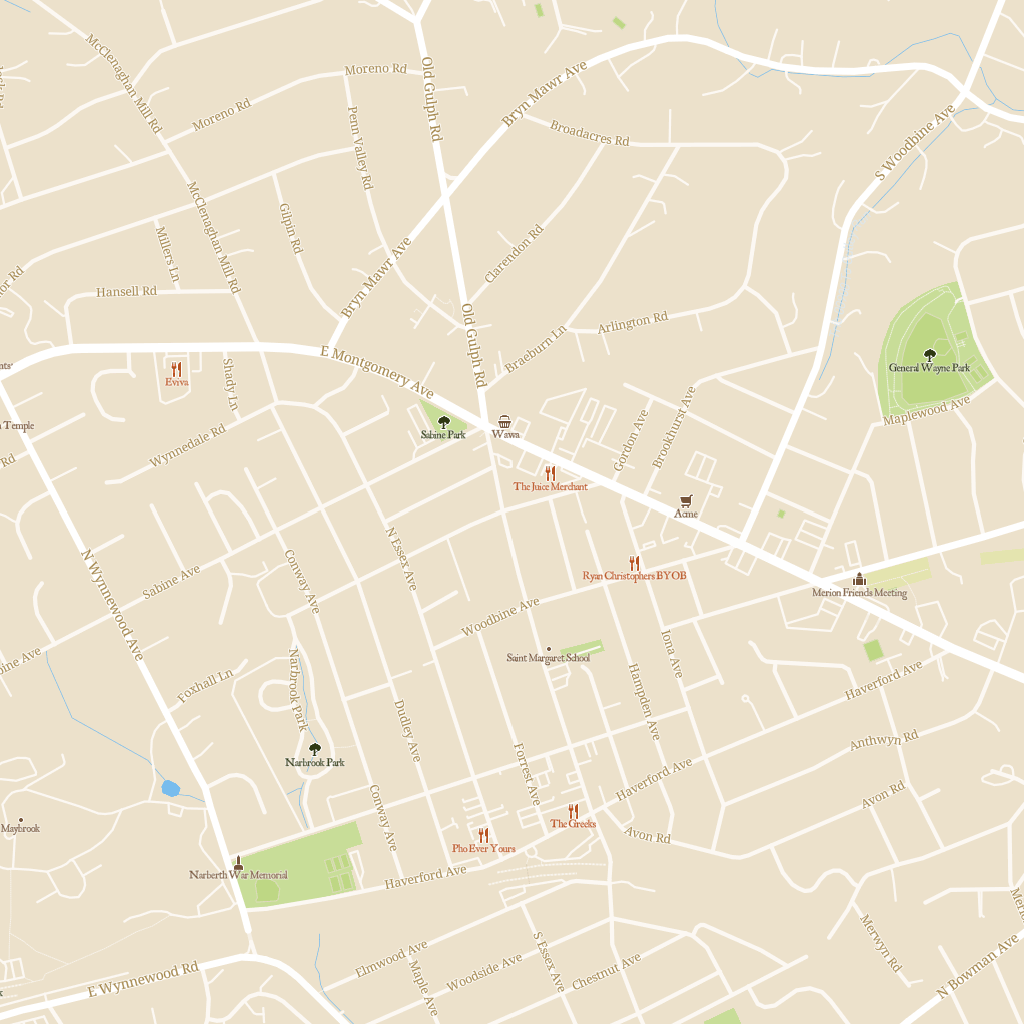 McClenaghan Mill Rd
Moreno Rd
Moreno Rd
Old Gulph Rd
Bryn Mawr Ave
Penn Valley Rd
Broadacres Rd
S Woodbine Ave
McClenaghan Mill Rd
Gilpin Rd
Millers Ln
Clarendon Rd
Bryn Mawr Ave
Hansell Rd
Old Gulph Rd
Arlington Rd
Braeburn Ln
E Montgomery Ave
General Wayne Park
Eviva
Shady Ln
Maplewood Ave
Temple
Sabine Park
Wawa
Gordon Ave
Brookhurst Ave
Wynnedale Rd
Rd
The Juice Merchant
Acme
N Essex Ave
N Wynnewood Ave
Sabine Ave
Conway Ave
Ryan Christophers BYOB
Merion Friends Meeting
Woodbine Ave
Saint Margaret School
Iona Ave
Hampden Ave
Foxhall Ln
Narbrook Park
Haverford Ave
Dudley Ave
Anthwyn Rd
Narbrook Park
Forrest Ave
Haverford Ave
Avon Rd
Conway Ave
Maybrook
The Greeks
Avon Rd
Pho Ever Yours
Narberth War Memorial
Haverford Ave
Merwyn Rd
Elmwood Ave
S Essex Ave
Woodside Ave
Chestnut Ave
Maple Ave
E Wynnewood Rd
N Bowman Ave